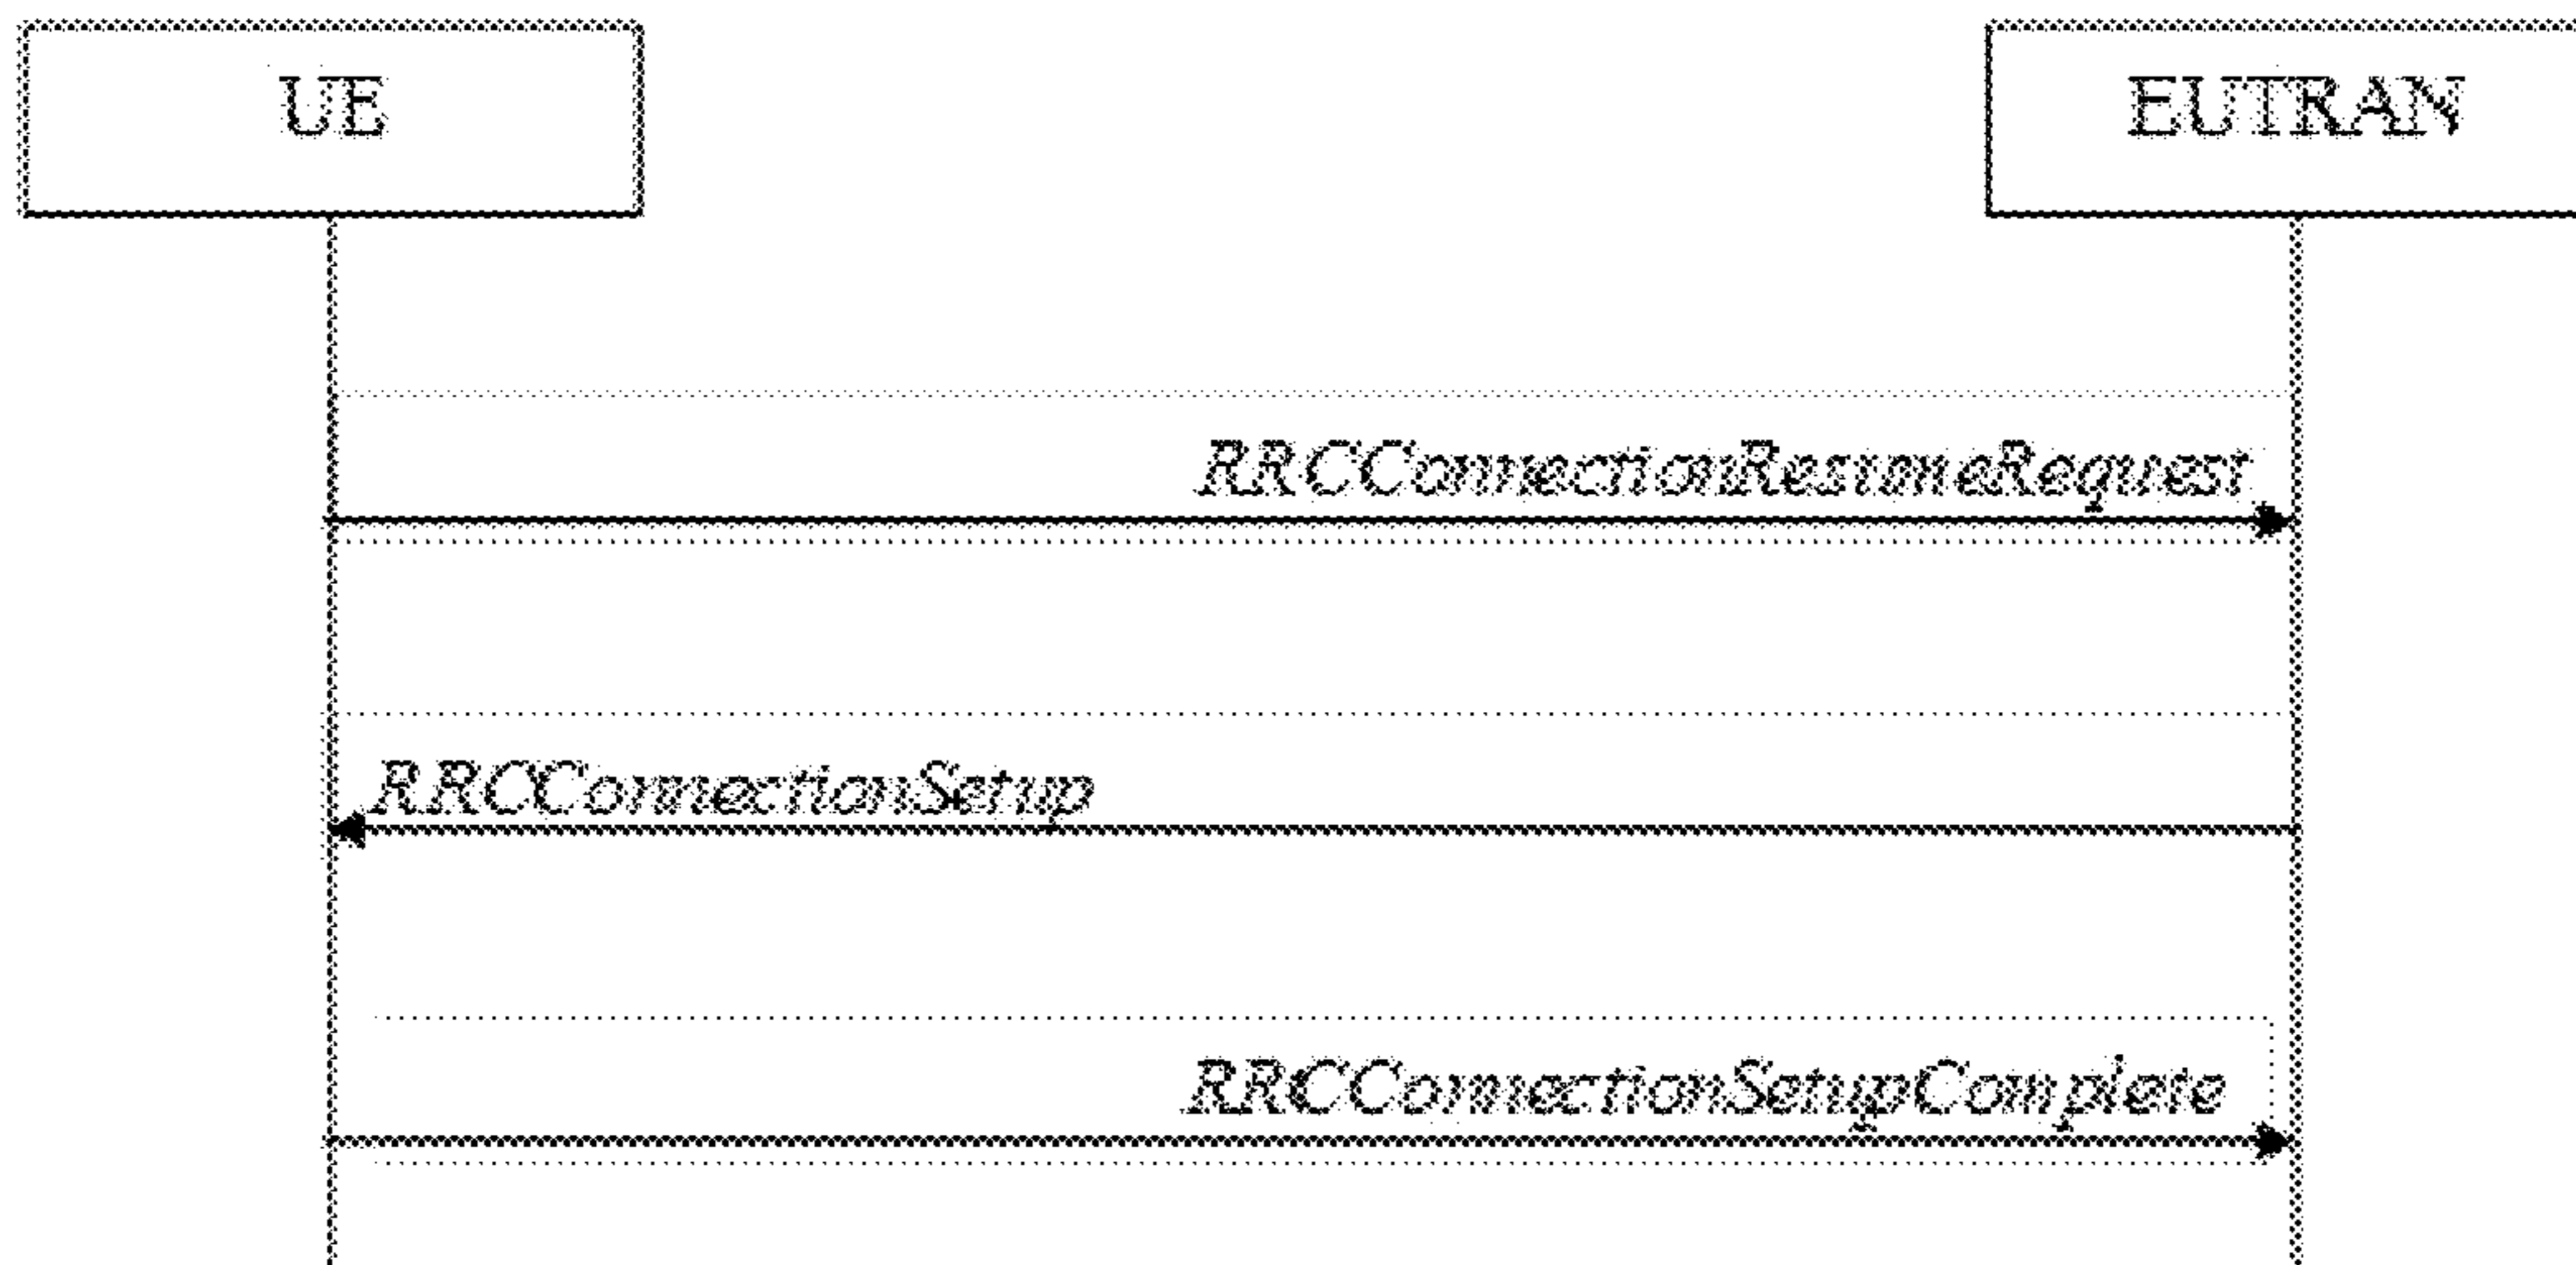 UE
EUTRAN
RRCConnectionResumeRequest
RRCConnectionSetup
RRCConnectionSetupComplete